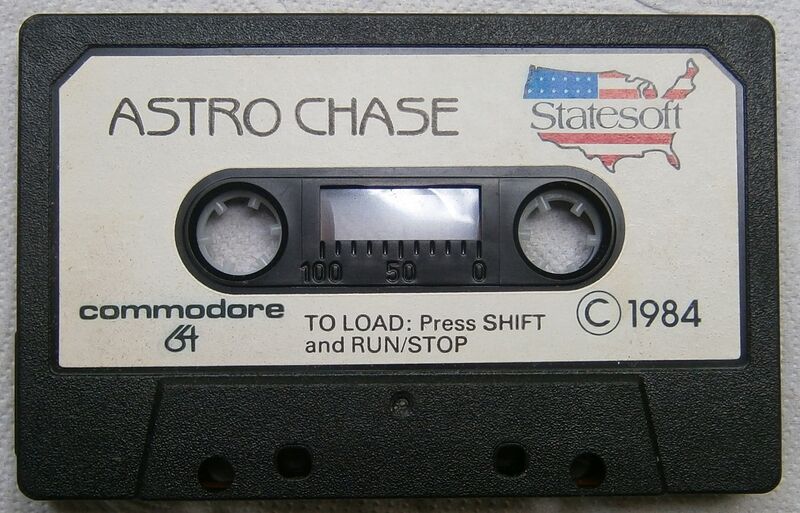 ASTRO CHASE
Statesoft
100 50 0
commodore
64
TO LOAD: Press SHIFT
and RUN/STOP
© 1984